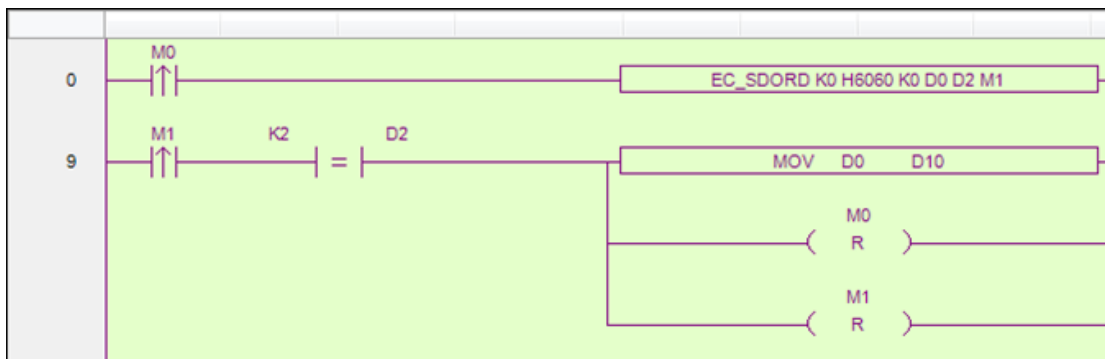 M0
0 EC_SDORD K0 H6060 K0 D0 D2 M1
M1 K2 D2
9 = MOV D0 D10
M0
R
M1
R